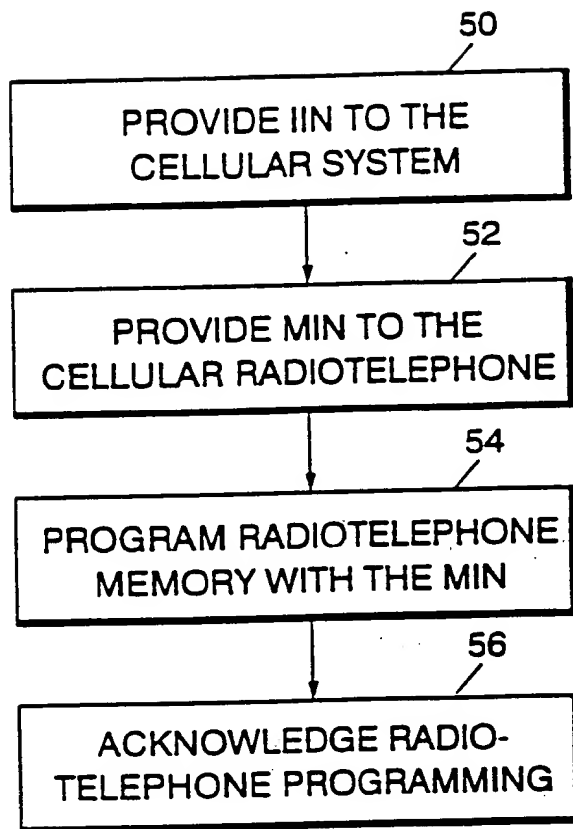 50
PROVIDE IIN TO THE
CELLULAR SYSTEM
52
PROVIDE MIN TO THE
CELLULAR RADIOTELEPHONE
54
PROGRAM RADIOTELEPHONE
MEMORY WITH THE MIN
56
ACKNOWLEDGE RADIO-
TELEPHONE PROGRAMMING